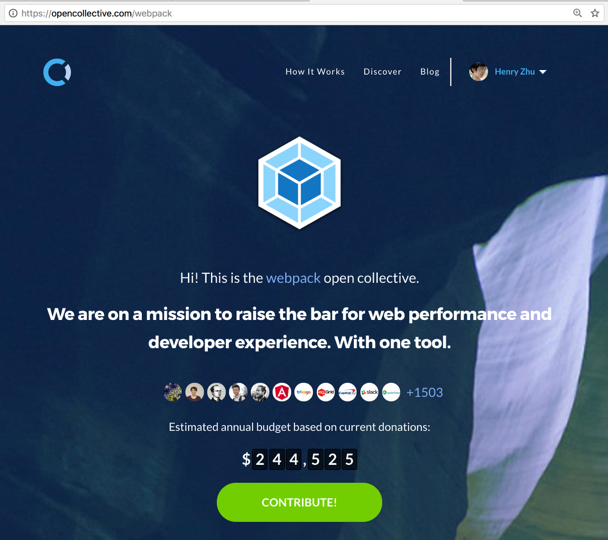 https://opencollective.com/webpack
How It Works Discover Blog Henry Zhu
Hi! This is the webpack open collective.
We are on a mission to raise the bar for web performance and
developer experience. With one tool.
trivago slack +1503
Estimated annual budget based on current donations:
$244,525
CONTRIBUTE!